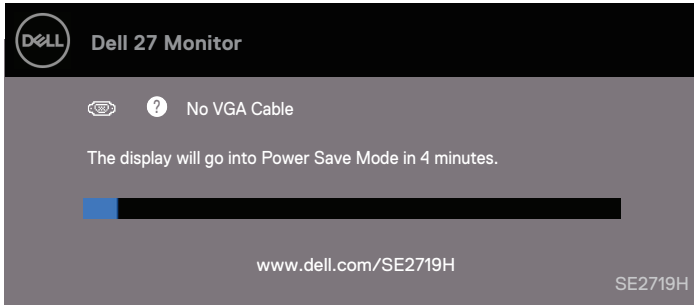 DELL
Dell 27 Monitor
? No VGA Cable
The display will go into Power Save Mode in 4 minutes.
www.dell.com/SE2719H
SE2719H